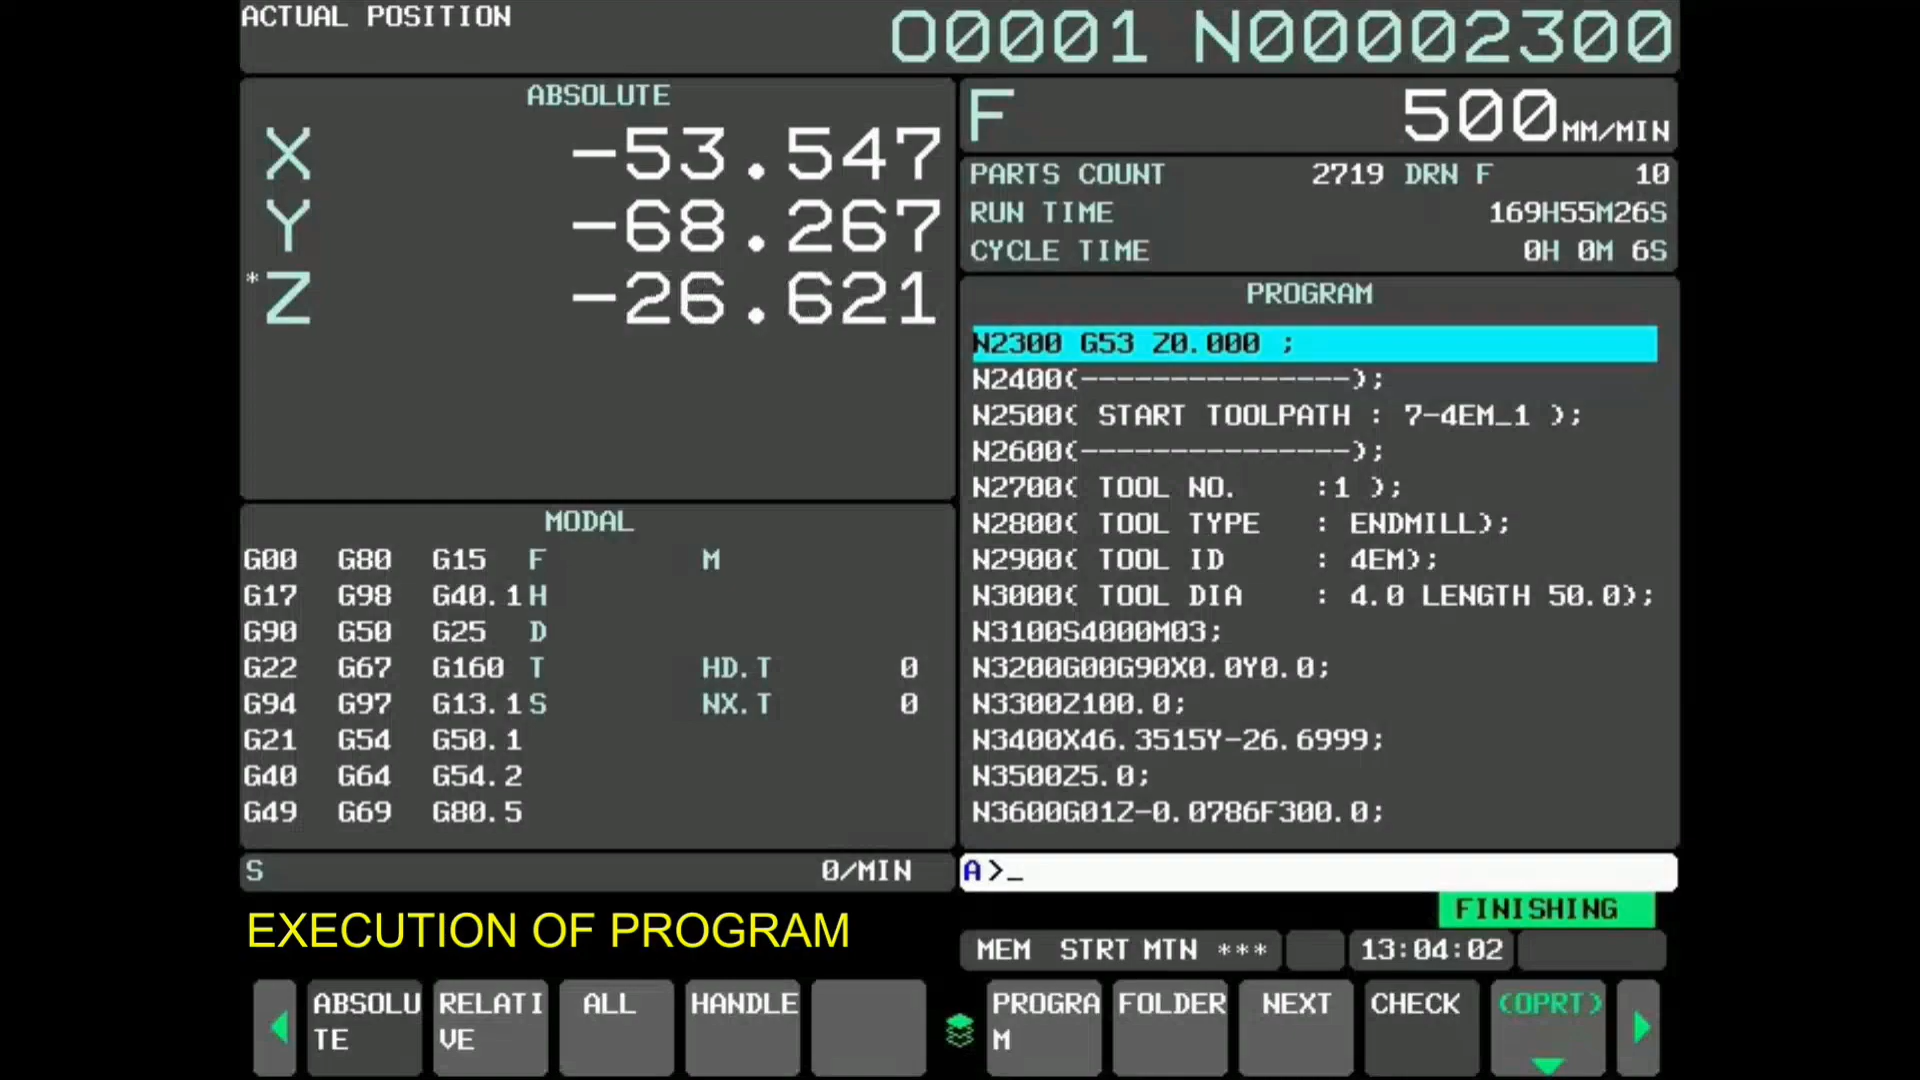 ACTUAL POSITION
O0001 N00002300
ABSOLUTE
X -53.547
Y -68.267
*Z -26.621
F 500MM/MIN
PARTS COUNT 2719 DRN F 10
RUN TIME 169H55M26S
CYCLE TIME 0H 0M 6S
PROGRAM
N2300 G53 Z0.000 ;
N2400(---------------);
N2500( START TOOLPATH : 7-4EM_1 );
N2600(---------------);
N2700( TOOL NO. :1 );
N2800( TOOL TYPE : ENDMILL);
N2900( TOOL ID : 4EM);
N3000( TOOL DIA : 4.0 LENGTH 50.0);
N3100S4000M03;
N3200G00G90X0.0Y0.0;
N3300Z100.0;
N3400X46.3515Y-26.6999;
N3500Z5.0;
N3600G01Z-0.0786F300.0;
MODAL
G00 G80 G15 F M
G17 G98 G40.1 H
G90 G50 G25 D
G22 G67 G160 T HD.T 0
G94 G97 G13.1 S NX.T 0
G21 G54 G50.1
G40 G64 G54.2
G49 G69 G80.5
S 0/MIN
A>_
FINISHING
EXECUTION OF PROGRAM
MEM STRT MTN *** 13:04:02
ABSOLU
TE
RELATI
VE
ALL
HANDLE
PROGRA
M
FOLDER
NEXT
CHECK
(OPRT)